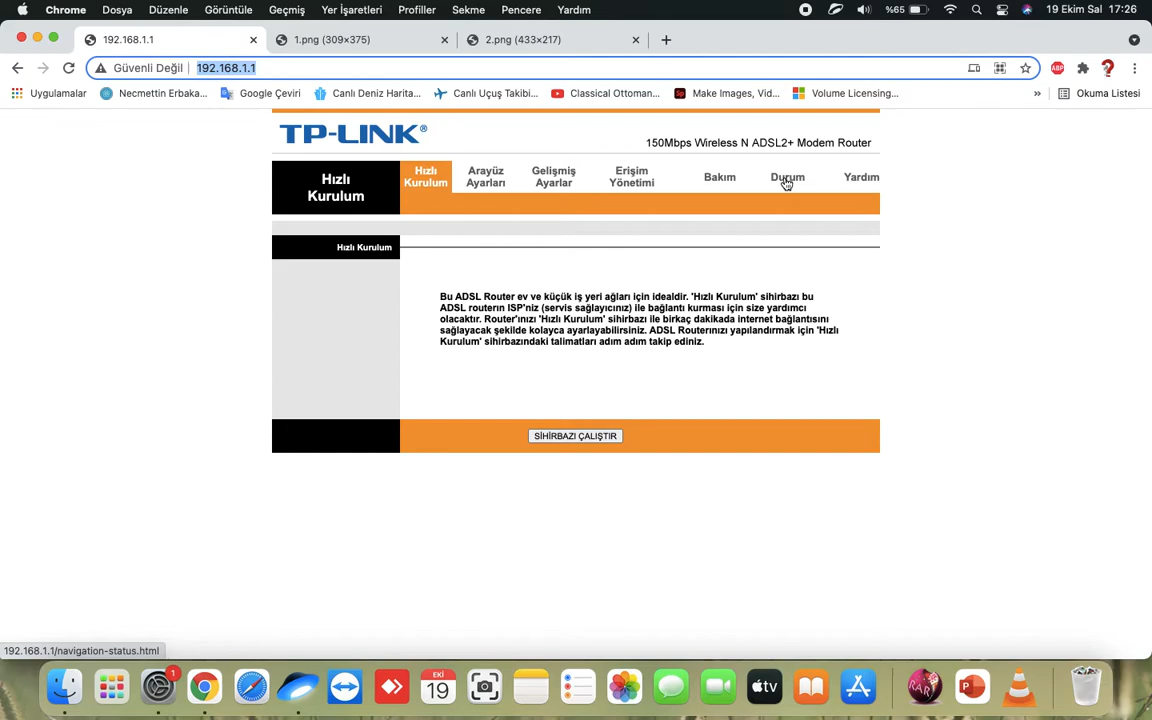 Chrome Dosya Düzenle Görüntüle Geçmiş Yer İşaretleri Profiller Sekme Pencere Yardım %65 19 Ekim Sal 17:26
192.168.1.1 1.png (309×375) 2.png (433×217)
Güvenli Değil 192.168.1.1 ABP
Uygulamalar Necmettin Erbaka... Google Çeviri Canlı Deniz Harita... Canlı Uçuş Takibi... Classical Ottoman... Sp Make Images, Vid... Volume Licensing... » Okuma Listesi
TP-LINK®
150Mbps Wireless N ADSL2+ Modem Router
Hızlı
Kurulum
Hızlı
Kurulum
Arayüz
Ayarları
Gelişmiş
Ayarlar
Erişim
Yönetimi
Bakım
Durum
Yardım
Hızlı Kurulum
Bu ADSL Router ev ve küçük iş yeri ağları için idealdir. 'Hızlı Kurulum' sihirbazı bu
ADSL routerın ISP'niz (servis sağlayıcınız) ile bağlantı kurması için size yardımcı
olacaktır. Router'ınızı 'Hızlı Kurulum' sihirbazı ile birkaç dakikada internet bağlantısını
sağlayacak şekilde kolayca ayarlayabilirsiniz. ADSL Routerınızı yapılandırmak için 'Hızlı
Kurulum' sihirbazındaki talimatları adım adım takip ediniz.
SİHİRBAZI ÇALIŞTIR
192.168.1.1/navigation-status.html
1
EKİ
19
tv
RAR
P